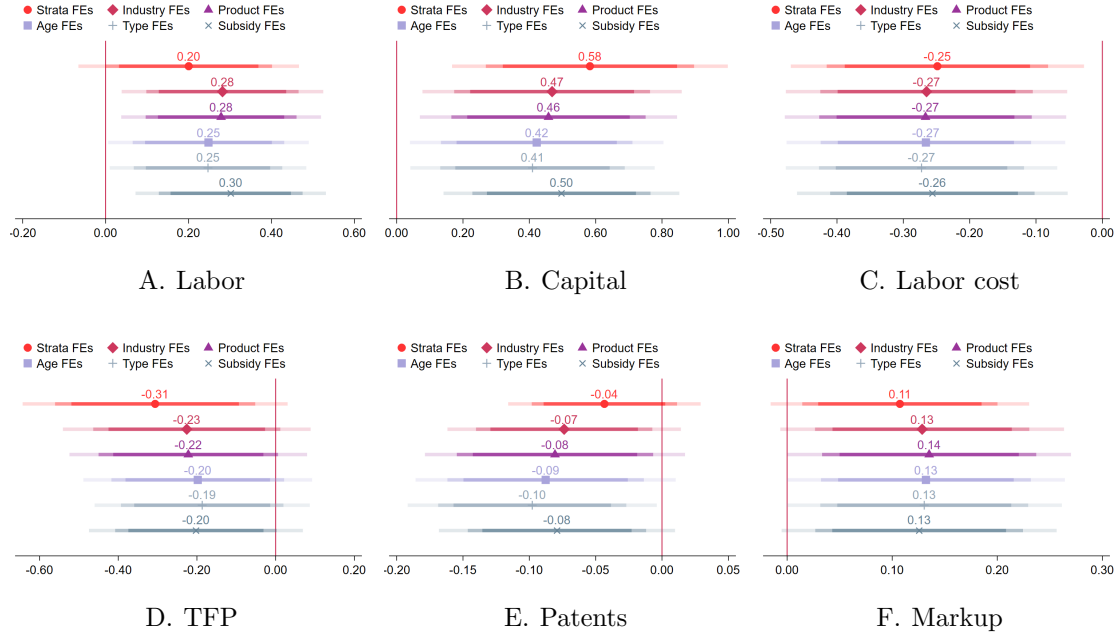 Strata FEs Industry FEs Product FEs
Age FEs Type FEs Subsidy FEs
0.20
0.28
0.28
0.25
0.25
0.30
-0.20 0.00 0.20 0.40 0.60
A. Labor
Strata FEs Industry FEs Product FEs
Age FEs Type FEs Subsidy FEs
0.58
0.47
0.46
0.42
0.41
0.50
0.00 0.20 0.40 0.60 0.80 1.00
B. Capital
Strata FEs Industry FEs Product FEs
Age FEs Type FEs Subsidy FEs
-0.25
-0.27
-0.27
-0.27
-0.27
-0.26
-0.50 -0.40 -0.30 -0.20 -0.10 0.00
C. Labor cost
Strata FEs Industry FEs Product FEs
Age FEs Type FEs Subsidy FEs
-0.31
-0.23
-0.22
-0.20
-0.19
-0.20
-0.60 -0.40 -0.20 0.00 0.20
D. TFP
Strata FEs Industry FEs Product FEs
Age FEs Type FEs Subsidy FEs
-0.04
-0.07
-0.08
-0.09
-0.10
-0.08
-0.20 -0.15 -0.10 -0.05 0.00 0.05
E. Patents
Strata FEs Industry FEs Product FEs
Age FEs Type FEs Subsidy FEs
0.11
0.13
0.14
0.13
0.13
0.13
0.00 0.10 0.20 0.30
F. Markup